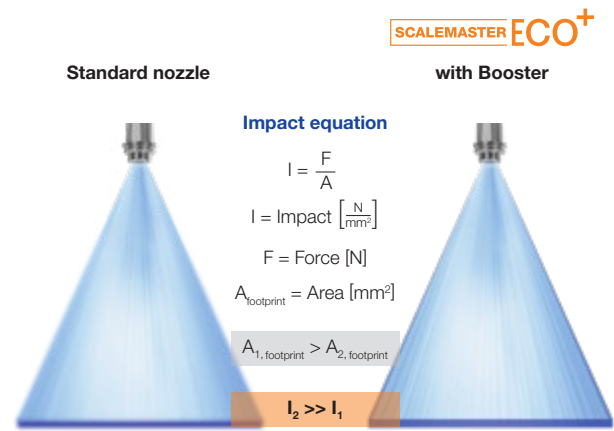 SCALEMASTER ECO+
Standard nozzle
with Booster
Impact equation
I = F/A
I = Impact [N/mm²]
F = Force [N]
A_footprint = Area [mm²]
A_1, footprint > A_2, footprint
I_2 >> I_1